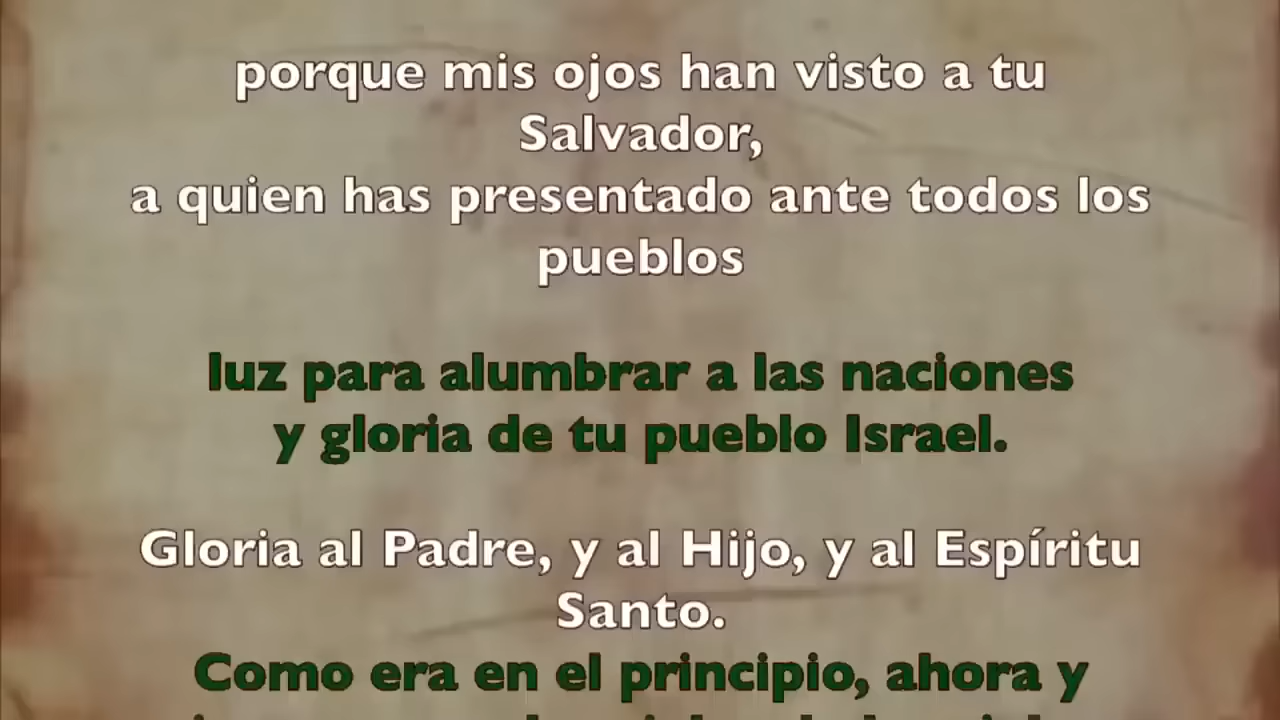 porque mis ojos han visto a tu
Salvador,
a quien has presentado ante todos los
pueblos
luz para alumbrar a las naciones
y gloria de tu pueblo Israel.
Gloria al Padre, y al Hijo, y al Espíritu
Santo.
Como era en el principio, ahora y